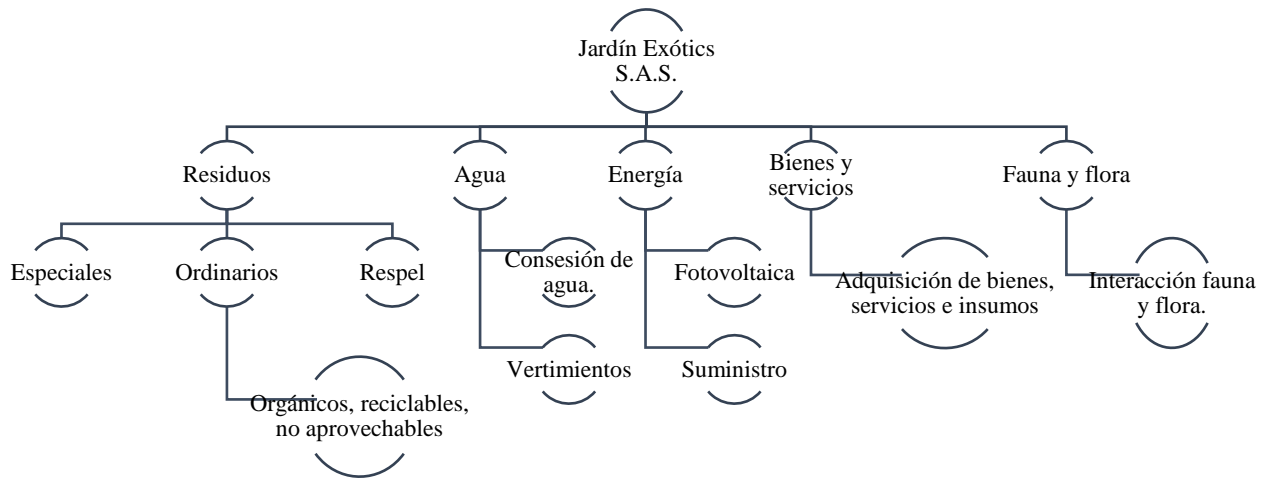 Jardín Exótics
S.A.S.
Residuos
Agua
Energía
Bienes y
servicios
Fauna y flora
Especiales
Ordinarios
Respel
Consesión de
agua.
Fotovoltaica
Adquisición de bienes,
servicios e insumos
Interacción fauna
y flora.
Vertimientos
Suministro
Orgánicos, reciclables,
no aprovechables